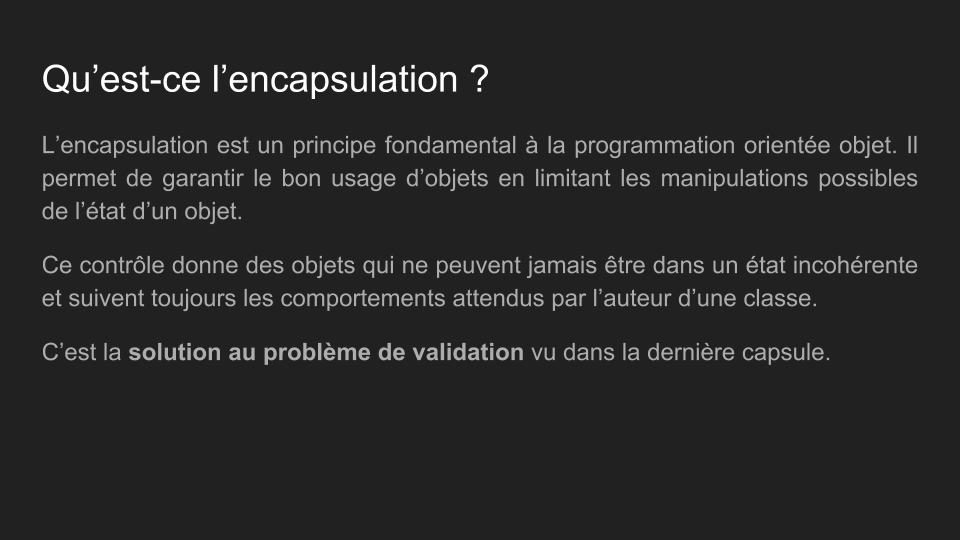 Qu’est-ce l’encapsulation ?
L’encapsulation est un principe fondamental à la programmation orientée objet. Il
permet de garantir le bon usage d’objets en limitant les manipulations possibles
de l’état d’un objet.
Ce contrôle donne des objets qui ne peuvent jamais être dans un état incohérente
et suivent toujours les comportements attendus par l’auteur d’une classe.
C’est la solution au problème de validation vu dans la dernière capsule.